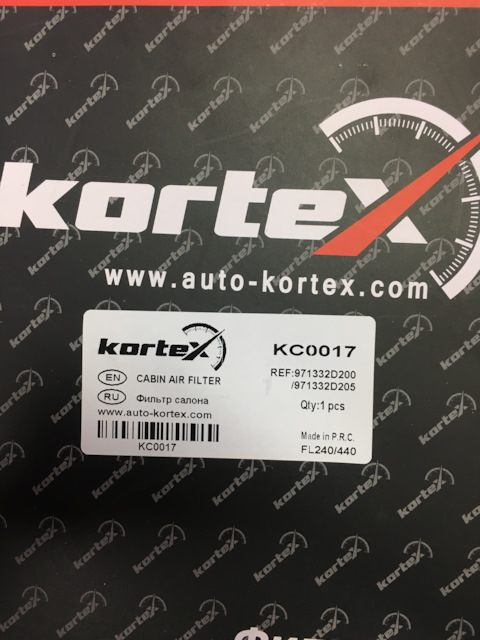 kortex
www.auto-kortex.com
kortex
KC0017
REF:971332D200
/971332D205
EN CABIN AIR FILTER
RU Фильтр салона
Qty:1 pcs
www.auto-kortex.com
Made in P.R.C.
KC0017
FL240/440